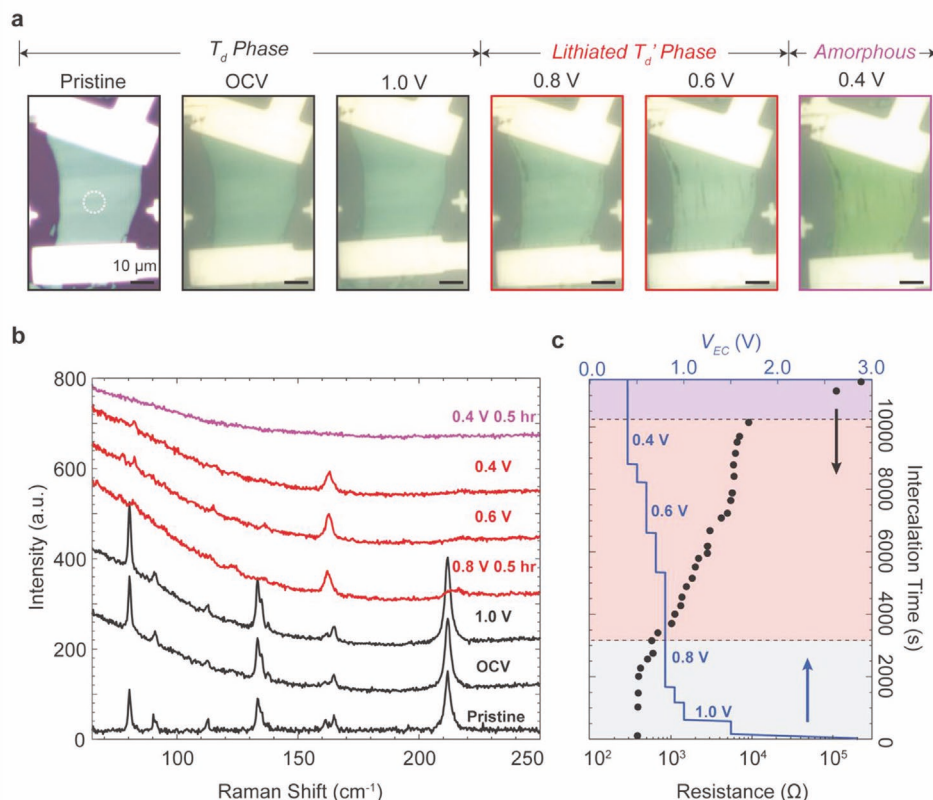 a
T_d Phase
Lithiated T_d' Phase
Amorphous
Pristine
OCV
1.0 V
0.8 V
0.6 V
0.4 V
10 μm
b
800
600
400
200
0
Intensity (a.u.)
0.4 V 0.5 hr
0.4 V
0.6 V
0.8 V 0.5 hr
1.0 V
OCV
Pristine
100
150
200
250
Raman Shift (cm⁻¹)
c
V_EC (V)
0.0
1.0
2.0
3.0
0.4 V
0.6 V
0.8 V
1.0 V
10000
8000
6000
4000
2000
0
Intercalation Time (s)
10²
10³
10⁴
10⁵
Resistance (Ω)